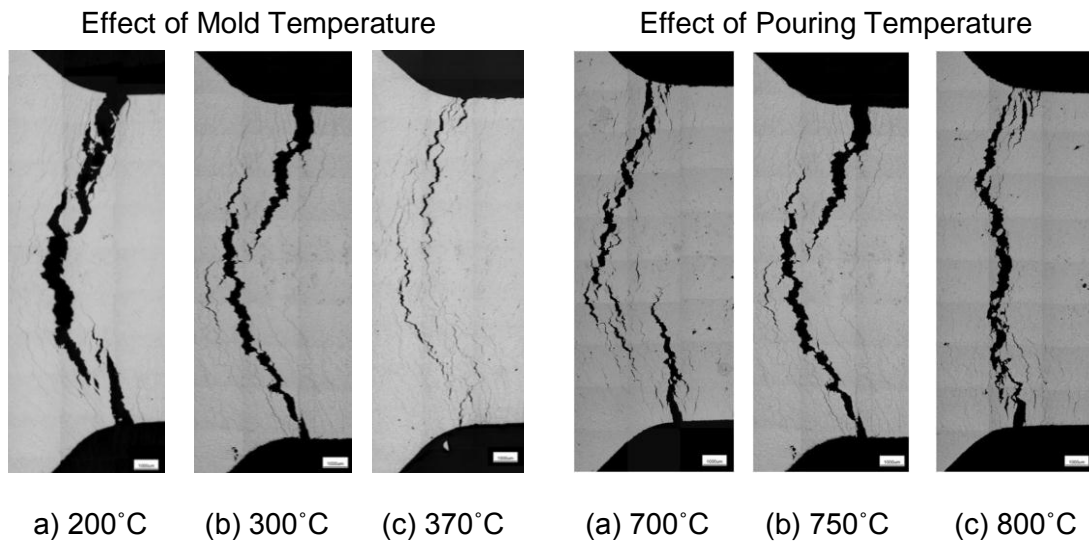 Effect of Mold Temperature
Effect of Pouring Temperature
a) 200˚C (b) 300˚C (c) 370˚C (a) 700˚C (b) 750˚C (c) 800˚C